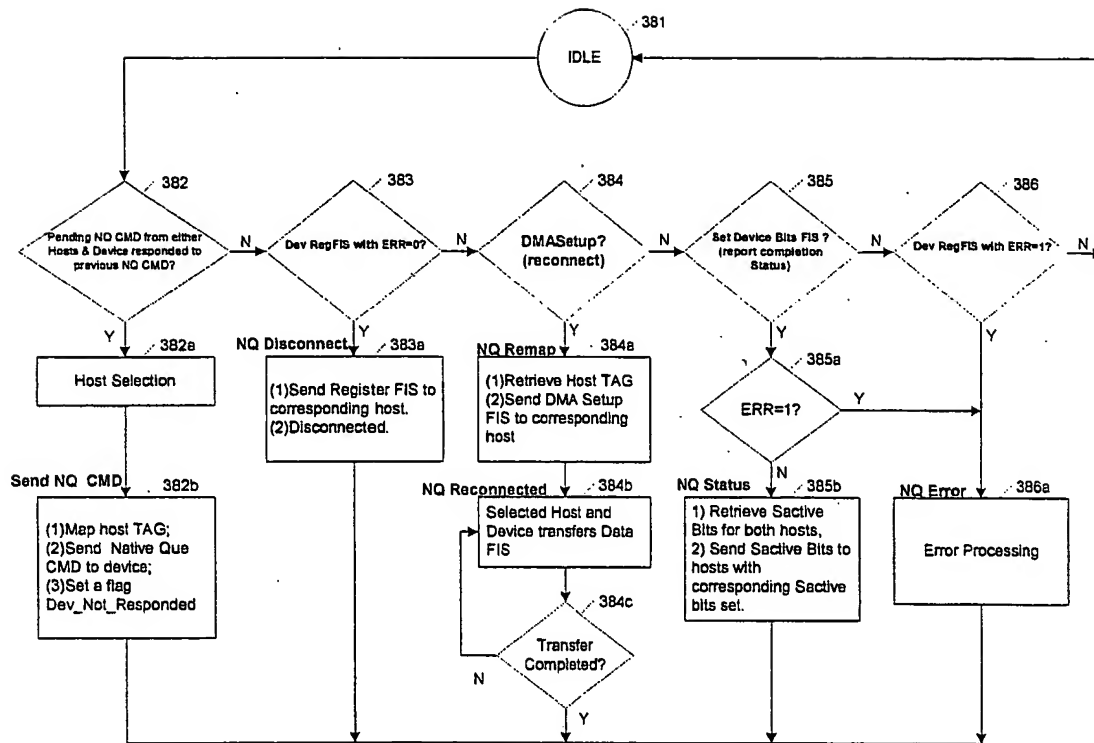 381
IDLE
382
Pending NQ CMD from either
Hosts & Device responded to
previous NQ CMD?
N
Y
383
Dev RegFIS with ERR=0?
N
Y
384
DMASetup?
(reconnect)
N
Y
385
Set Device Bits FIS ?
(report completion
Status)
N
Y
386
Dev RegFIS with ERR=1?
N
Y
382a
Host Selection
NQ Disconnect
383a
(1)Send Register FIS to
corresponding host.
(2)Disconnected.
NQ Remap
384a
(1)Retrieve Host TAG
(2)Send DMA Setup
FIS to corresponding
host
385a
ERR=1?
Y
N
Send NQ CMD
382b
(1)Map host TAG;
(2)Send Native Que
CMD to device;
(3)Set a flag
Dev_Not_Responded
NQ Reconnected
384b
Selected Host and
Device transfers Data
FIS
384c
Transfer
Completed?
N
Y
NQ Status
385b
1) Retrieve Sactive
Bits for both hosts,
2) Send Sactive Bits to
hosts with
corresponding Sactive
bits set.
NQ Error
386a
Error Processing